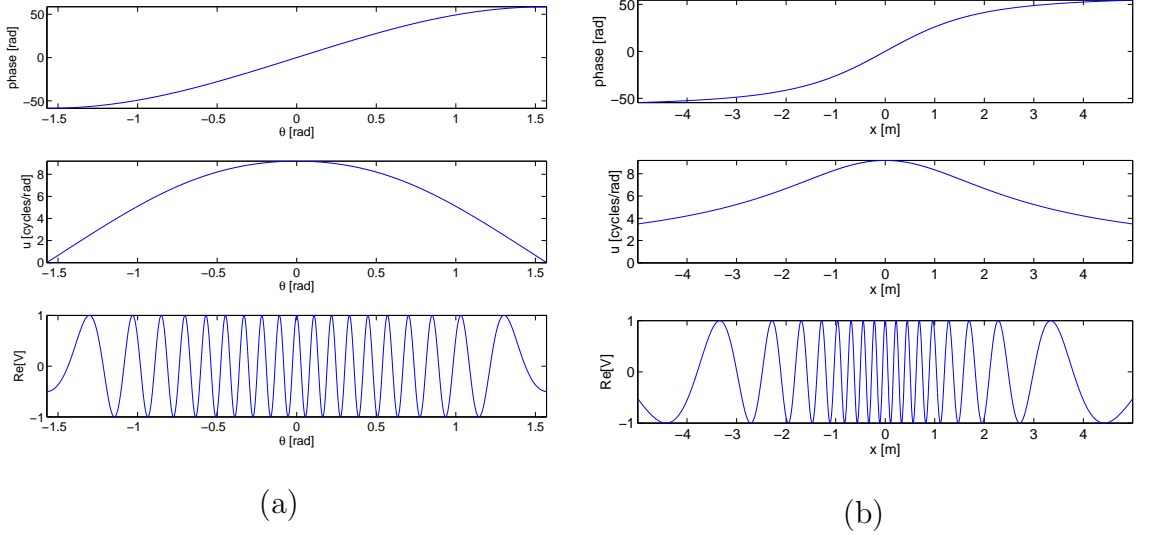 50
0
−50
phase [rad]
−1.5 −1 −0.5 0 0.5 1 1.5
θ [rad]
8
6
4
2
0
u [cycles/rad]
−1.5 −1 −0.5 0 0.5 1 1.5
θ [rad]
1
0
−1
Re[V]
−1.5 −1 −0.5 0 0.5 1 1.5
θ [rad]
(a)
50
0
−50
phase [rad]
−4 −3 −2 −1 0 1 2 3 4
x [m]
8
6
4
2
0
u [cycles/rad]
−4 −3 −2 −1 0 1 2 3 4
x [m]
1
0
−1
Re[V]
−4 −3 −2 −1 0 1 2 3 4
x [m]
(b)